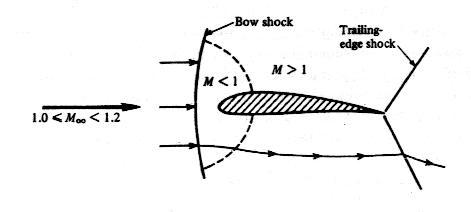 Bow shock
Trailing-
edge shock
M < 1
M > 1
1.0 ⩽ M∞ < 1.2